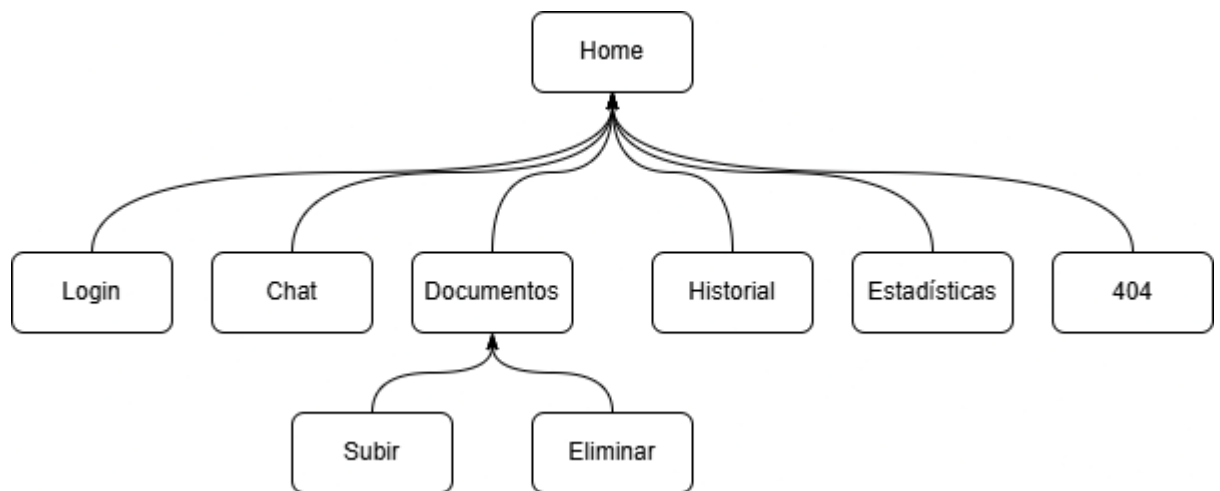 Home
Login
Chat
Documentos
Historial
Estadísticas
404
Subir
Eliminar